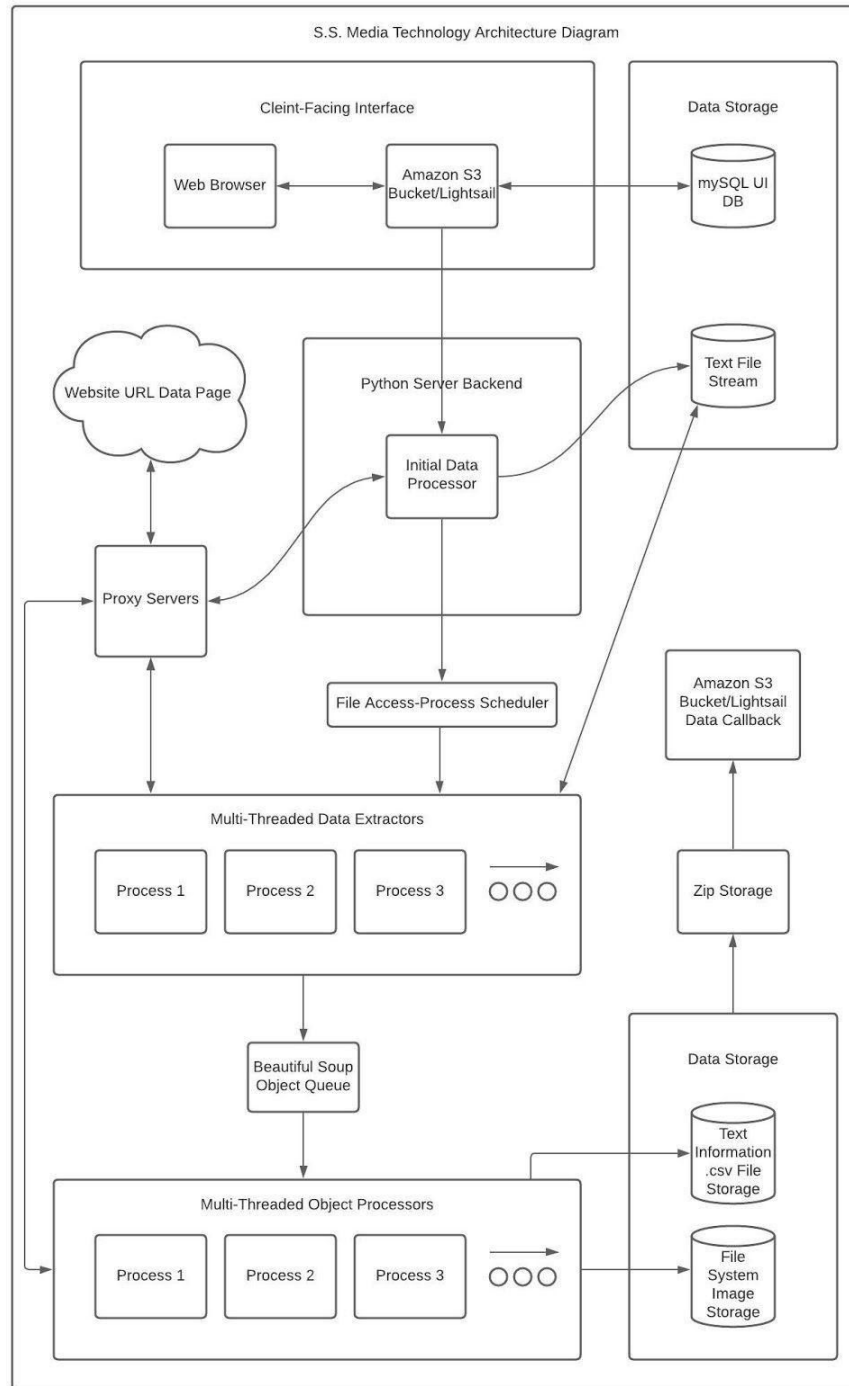 S.S. Media Technology Architecture Diagram
Cleint-Facing Interface
Web Browser
Amazon S3
Bucket/Lightsail
Data Storage
mySQL UI
DB
Text File
Stream
Website URL Data Page
Python Server Backend
Initial Data
Processor
Proxy Servers
File Access-Process Scheduler
Amazon S3
Bucket/Lightsail
Data Callback
Multi-Threaded Data Extractors
Process 1
Process 2
Process 3
Zip Storage
Beautiful Soup
Object Queue
Data Storage
Text
Information
.csv File
Storage
Multi-Threaded Object Processors
Process 1
Process 2
Process 3
File
System
Image
Storage